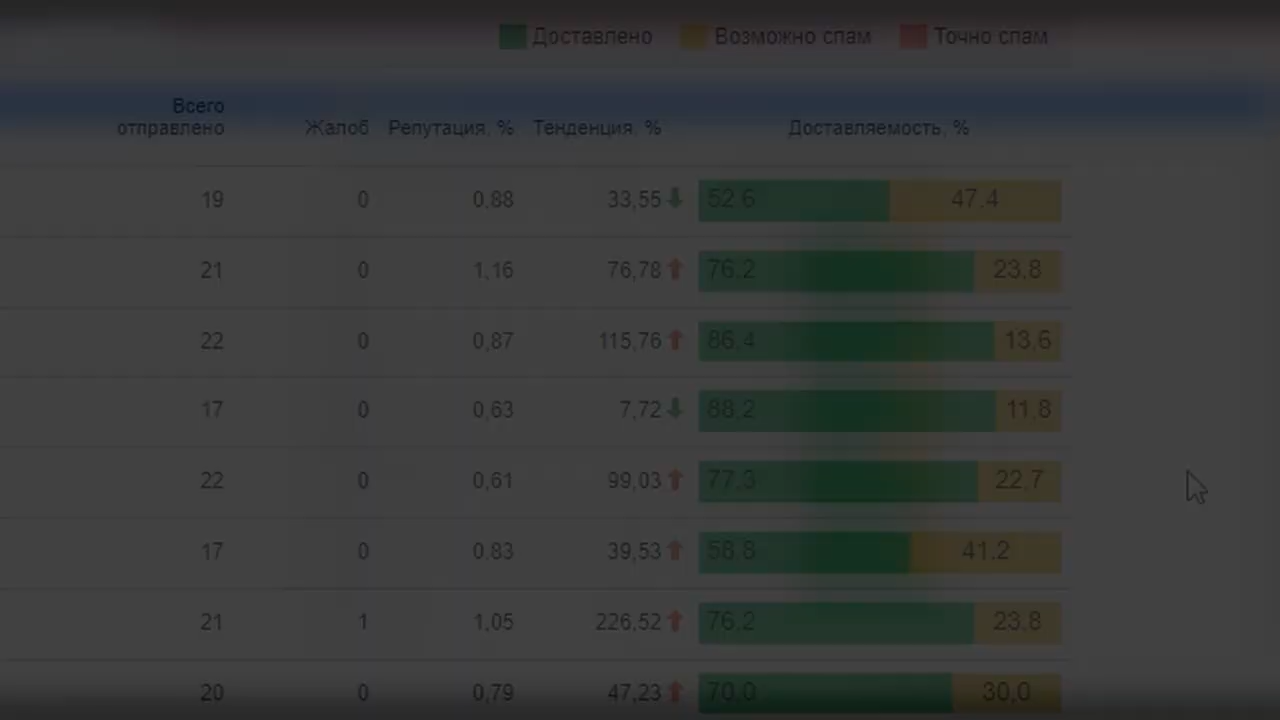 Доставлено Возможно спам Точно спам
Всего
отправлено Жалоб Репутация, % Тенденция, % Доставляемость, %
19 0 0,88 33,55 52.6 47.4
21 0 1,16 76,78 76.2 23,8
22 0 0,87 115,76 86,4 13,6
17 0 0,63 7,72 88,2 11,8
22 0 0,61 99,03 77,3 22,7
17 0 0.83 39,53 58.8 41.2
21 1 1,05 226,52 76.2 23,8
20 0 0,79 47,23 70.0 30,0